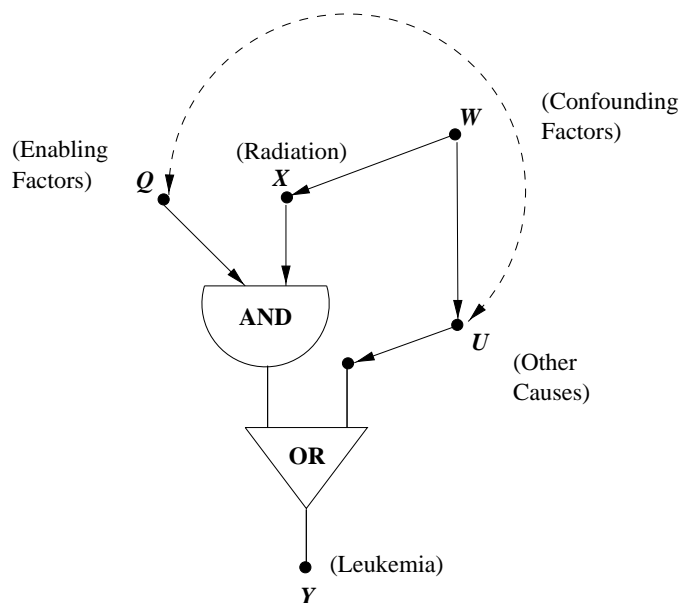 W
(Confounding
Factors)
(Enabling
Factors)
Q
(Radiation)
X
AND
U
(Other
Causes)
OR
(Leukemia)
Y